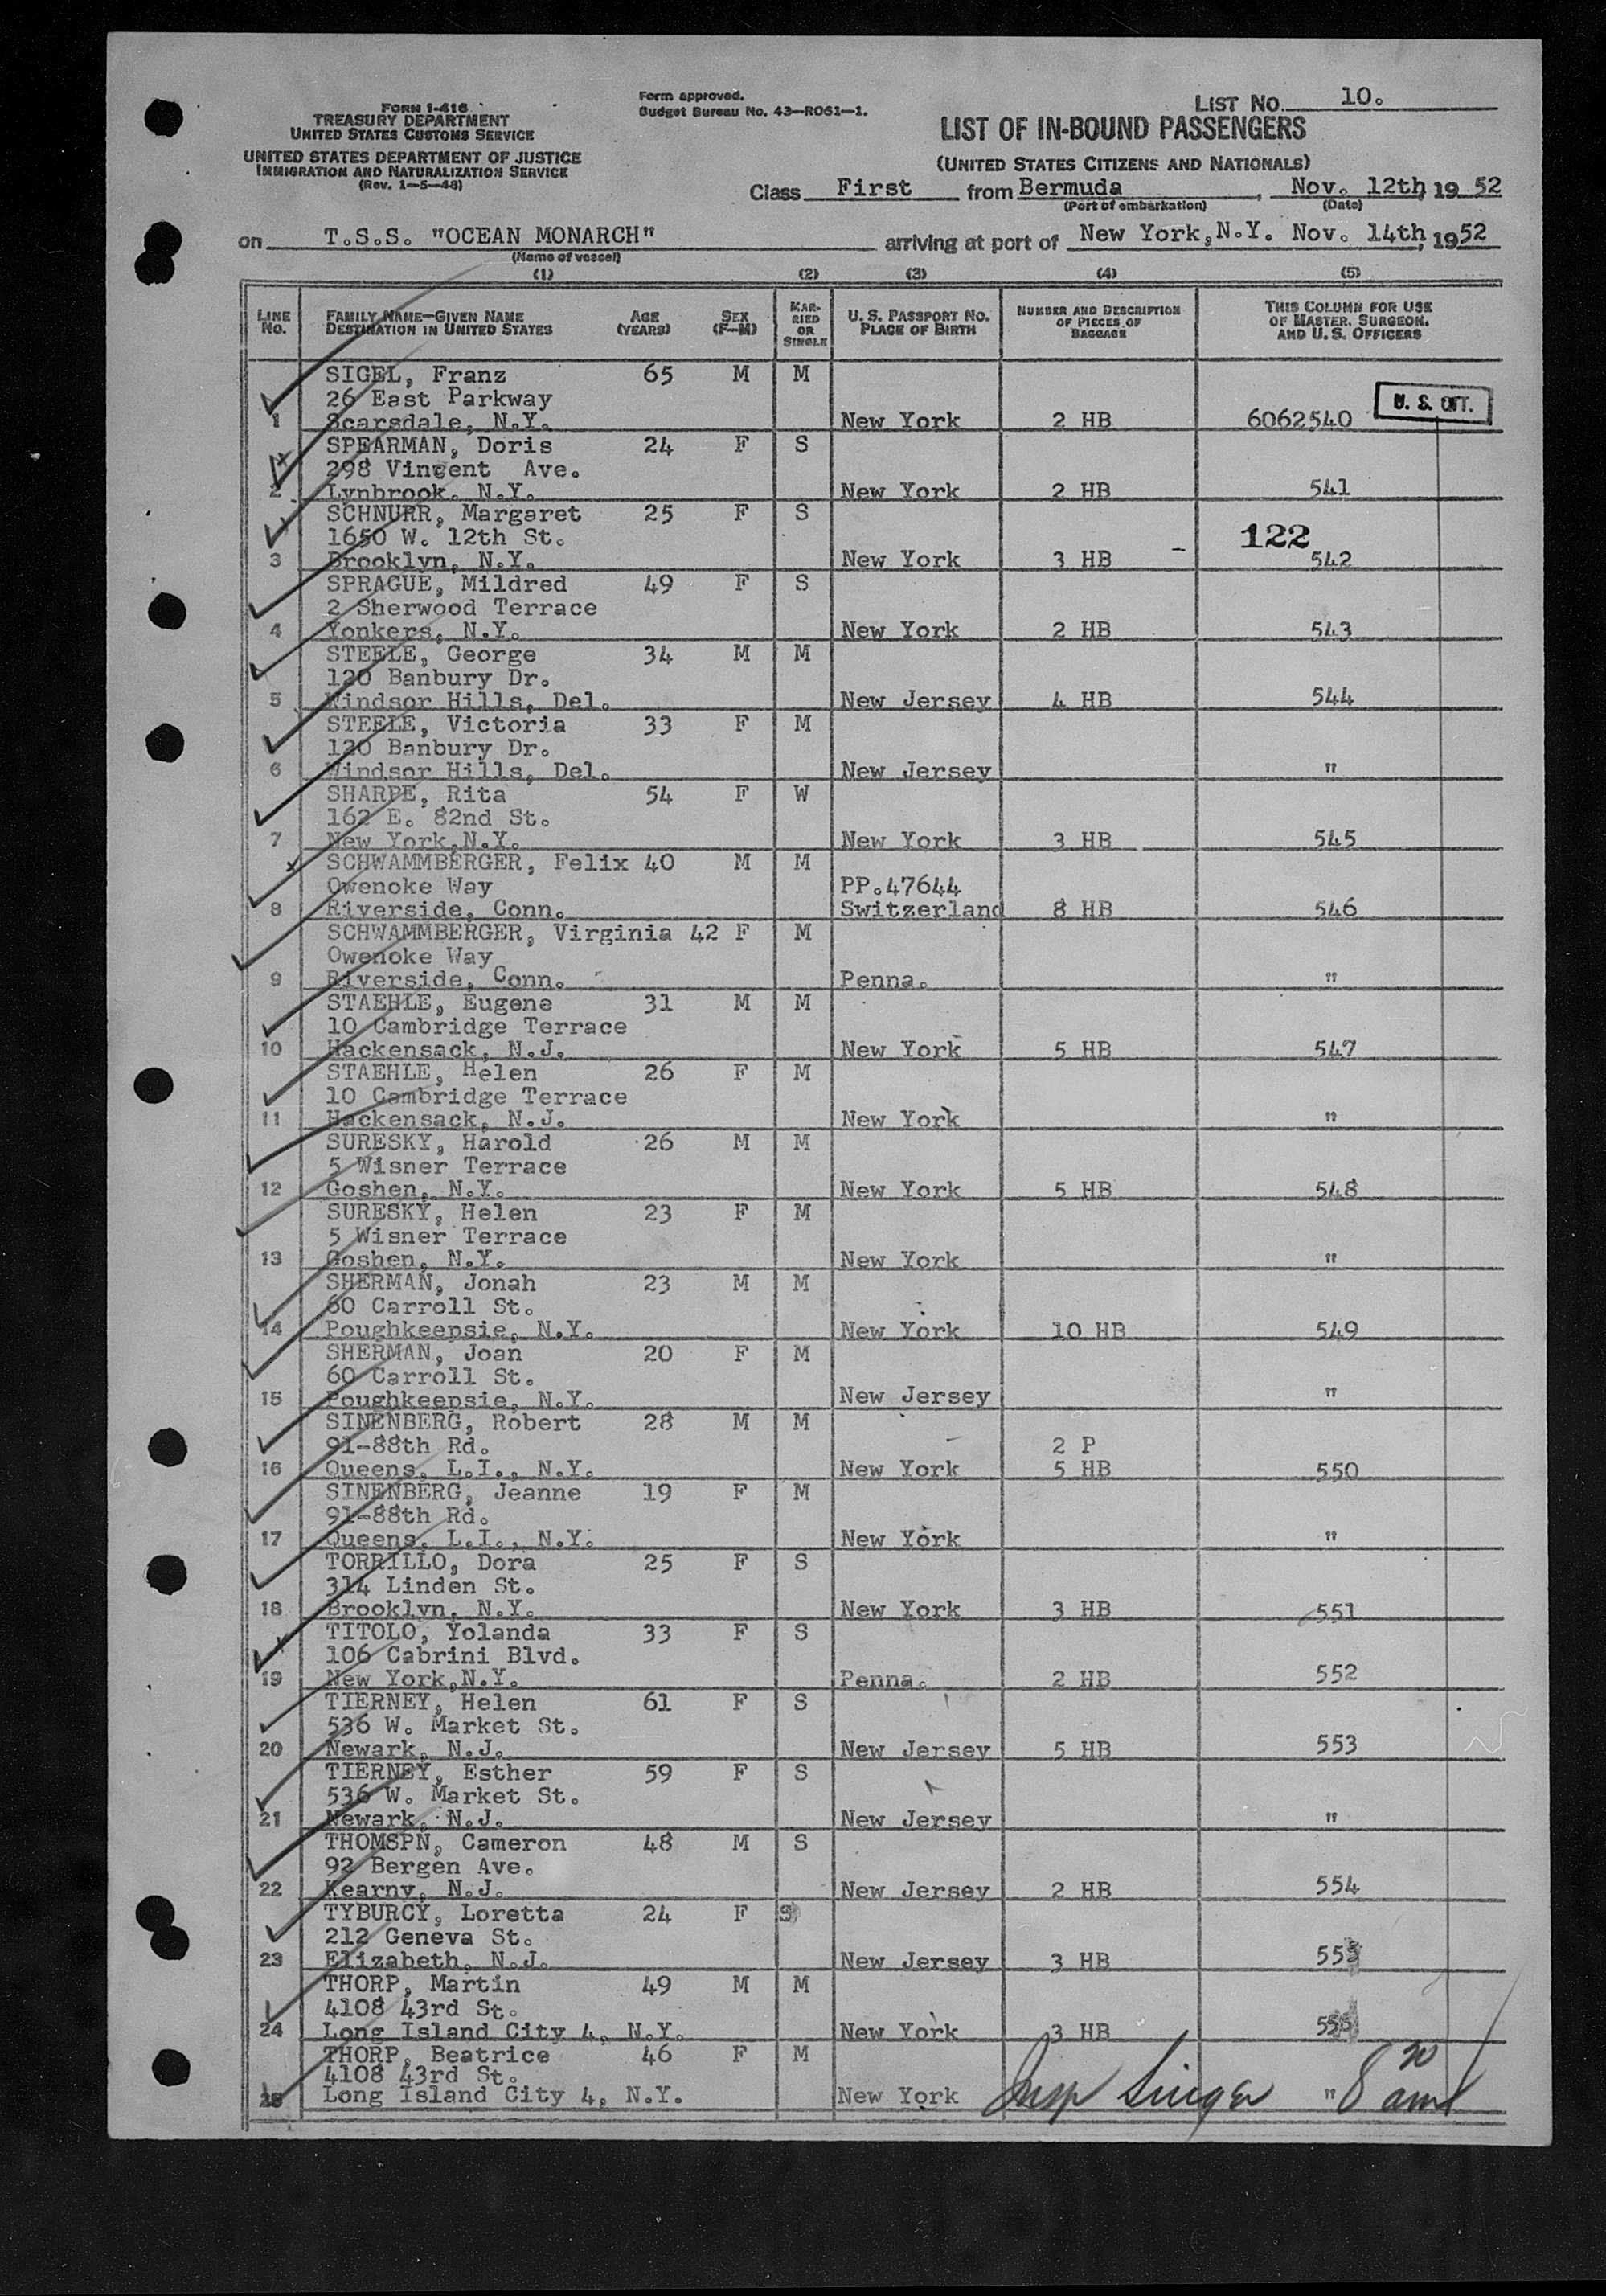 FORM I-416
TREASURY DEPARTMENT
UNITED STATES CUSTOMS SERVICE
UNITED STATES DEPARTMENT OF JUSTICE
IMMIGRATION AND NATURALIZATION SERVICE
(Rev. 1-5-48)
Form approved.
Budget Bureau No. 43-R061-1.
LIST NO. 10.
LIST OF IN-BOUND PASSENGERS
(UNITED STATES CITIZENS AND NATIONALS)
Class First from Bermuda, Nov. 12th, 1952
(Port of embarkation) (Date)
on T.S.S. "OCEAN MONARCH" arriving at port of New York, N.Y. Nov. 14th, 1952
(Name of vessel)
(1) (2) (3) (4) (5)
LINE NO. FAMILY NAME—GIVEN NAME DESTINATION IN UNITED STATES AGE (YEARS) SEX (F—M) MARRIED OR SINGLE U. S. PASSPORT NO. PLACE OF BIRTH NUMBER AND DESCRIPTION OF PIECES OF BAGGAGE THIS COLUMN FOR USE OF MASTER, SURGEON, AND U. S. OFFICERS
SIGEL, Franz 65 M M
26 East Parkway U. S. CIT.
1 Scarsdale, N.Y. New York 2 HB 6062540
SPEARMAN, Doris 24 F S
298 Vincent Ave.
2 Lynbrook, N.Y. New York 2 HB 541
SCHNURR, Margaret 25 F S
1650 W. 12th St. 122
3 Brooklyn, N.Y. New York 3 HB 542
SPRAGUE, Mildred 49 F S
2 Sherwood Terrace
4 Yonkers, N.Y. New York 2 HB 543
STEELE, George 34 M M
120 Banbury Dr.
5 Windsor Hills, Del. New Jersey 4 HB 544
STEELE, Victoria 33 F M
120 Banbury Dr.
6 Windsor Hills, Del. New Jersey "
SHARPE, Rita 54 F W
162 E. 82nd St.
7 New York,N.Y. New York 3 HB 545
SCHWAMMBERGER, Felix 40 M M
Owenoke Way PP.47644
8 Riverside, Conn. Switzerland 8 HB 546
SCHWAMMBERGER, Virginia 42 F M
Owenoke Way
9 Riverside, Conn. Penna. "
STAEHLE, Eugene 31 M M
10 Cambridge Terrace
10 Hackensack, N.J. New York 5 HB 547
STAEHLE, Helen 26 F M
10 Cambridge Terrace
11 Hackensack, N.J. New York "
SURESKY, Harold 26 M M
5 Wisner Terrace
12 Goshen, N.Y. New York 5 HB 548
SURESKY, Helen 23 F M
5 Wisner Terrace
13 Goshen, N.Y. New York "
SHERMAN, Jonah 23 M M
60 Carroll St.
14 Poughkeepsie, N.Y. New York 10 HB 549
SHERMAN, Joan 20 F M
60 Carroll St.
15 Poughkeepsie, N.Y. New Jersey "
SINENBERG, Robert 28 M M
91-88th Rd. 2 P
16 Queens, L.I., N.Y. New York 5 HB 550
SINENBERG, Jeanne 19 F M
91-88th Rd.
17 Queens, L.I., N.Y. New York "
TORRILLO, Dora 25 F S
314 Linden St.
18 Brooklyn, N.Y. New York 3 HB 551
TITOLO, Yolanda 33 F S
106 Cabrini Blvd.
19 New York,N.Y. Penna. 2 HB 552
TIERNEY, Helen 61 F S
536 W. Market St.
20 Newark, N.J. New Jersey 5 HB 553
TIERNEY, Esther 59 F S
536 W. Market St.
21 Newark, N.J. New Jersey "
THOMSPN, Cameron 48 M S
92 Bergen Ave.
22 Kearny, N.J. New Jersey 2 HB 554
TYBURCY, Loretta 24 F S
212 Geneva St.
23 Elizabeth, N.J. New Jersey 3 HB
THORP, Martin 49 M M
4108 43rd St.
24 Long Island City 4, N.Y. New York 3 HB
THORP, Beatrice 46 F M
4108 43rd St.
25 Long Island City 4, N.Y. New York Insp Singer " 8 30 am